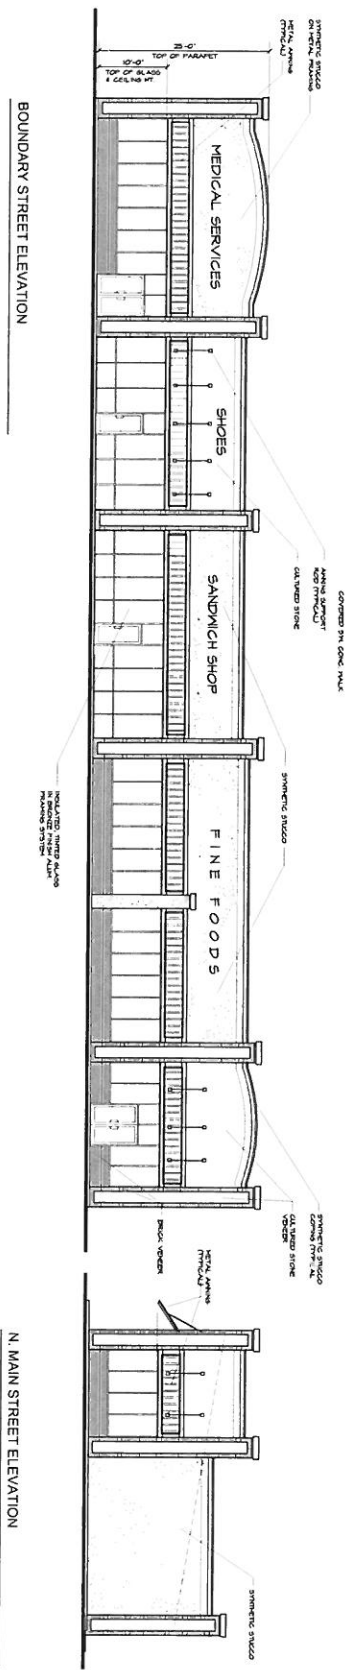 SYNTHETIC STUCCO
ON METAL FRAMING
METAL AWNING
(TYPICAL)
25'-0"
TOP OF PARAPET
10'-0"
TOP OF GLASS
& CEILING HT.
MEDICAL SERVICES
SHOES
SANDWICH SHOP
FINE FOODS
AWNING SUPPORT
ROD (TYPICAL)
CULTURED STONE
COVERED 5'W. CONC. WALK
SYNTHETIC STUCCO
INSULATED, TINTED GLASS
IN BRONZE FINISH ALUM.
FRAMING SYSTEM
SYNTHETIC STUCCO
COPING (TYPICAL
CULTURED STONE
VENEER
BRICK VENEER
BOUNDARY STREET ELEVATION
METAL AWNING
(TYPICAL)
SYNTHETIC STUCCO
N. MAIN STREET ELEVATION